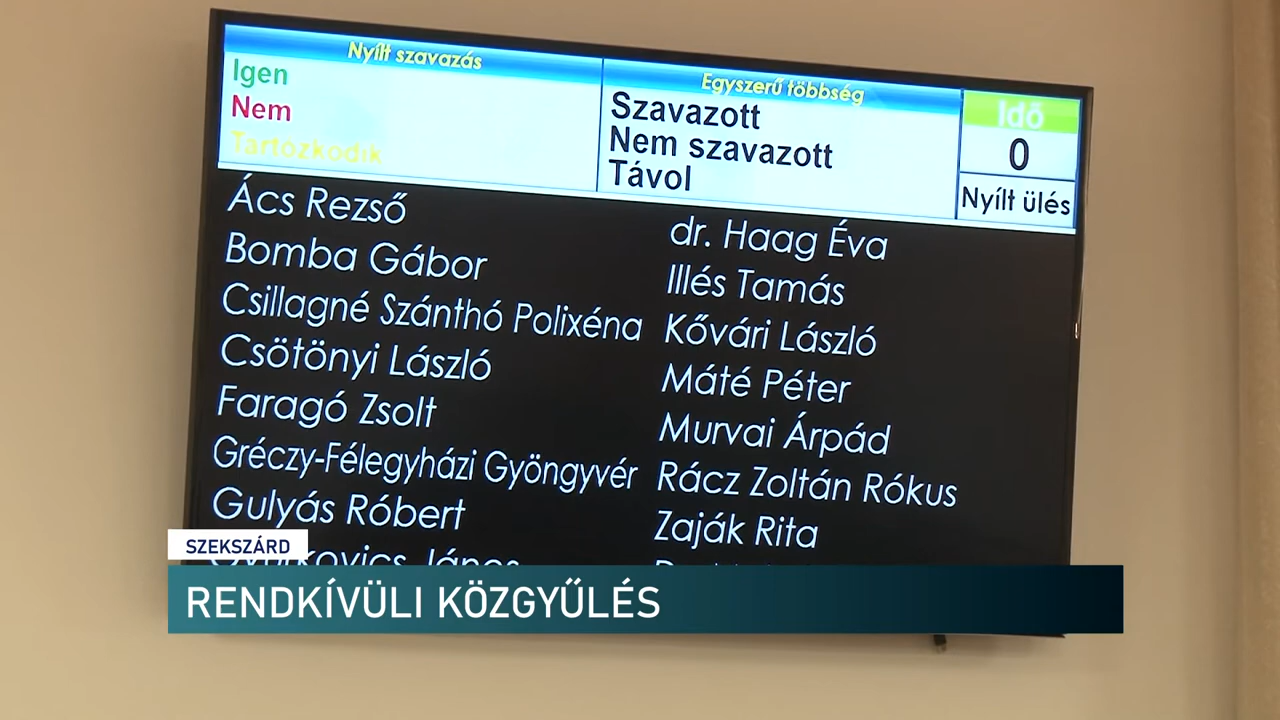 Nyílt szavazás
Igen
Nem
Tartózkodik
Egyszerű többség
Szavazott
Nem szavazott
Távol
Idő
0
Nyílt ülés
Ács Rezső
Bomba Gábor
Csillagné Szánthó Polixéna
Csötönyi László
Faragó Zsolt
Gréczy-Félegyházi Gyöngyvér
Gulyás Róbert
János
dr. Haag Éva
Illés Tamás
Kővári László
Máté Péter
Murvai Árpád
Rácz Zoltán Rókus
Zaják Rita
SZEKSZÁRD
RENDKÍVÜLI KÖZGYŰLÉS